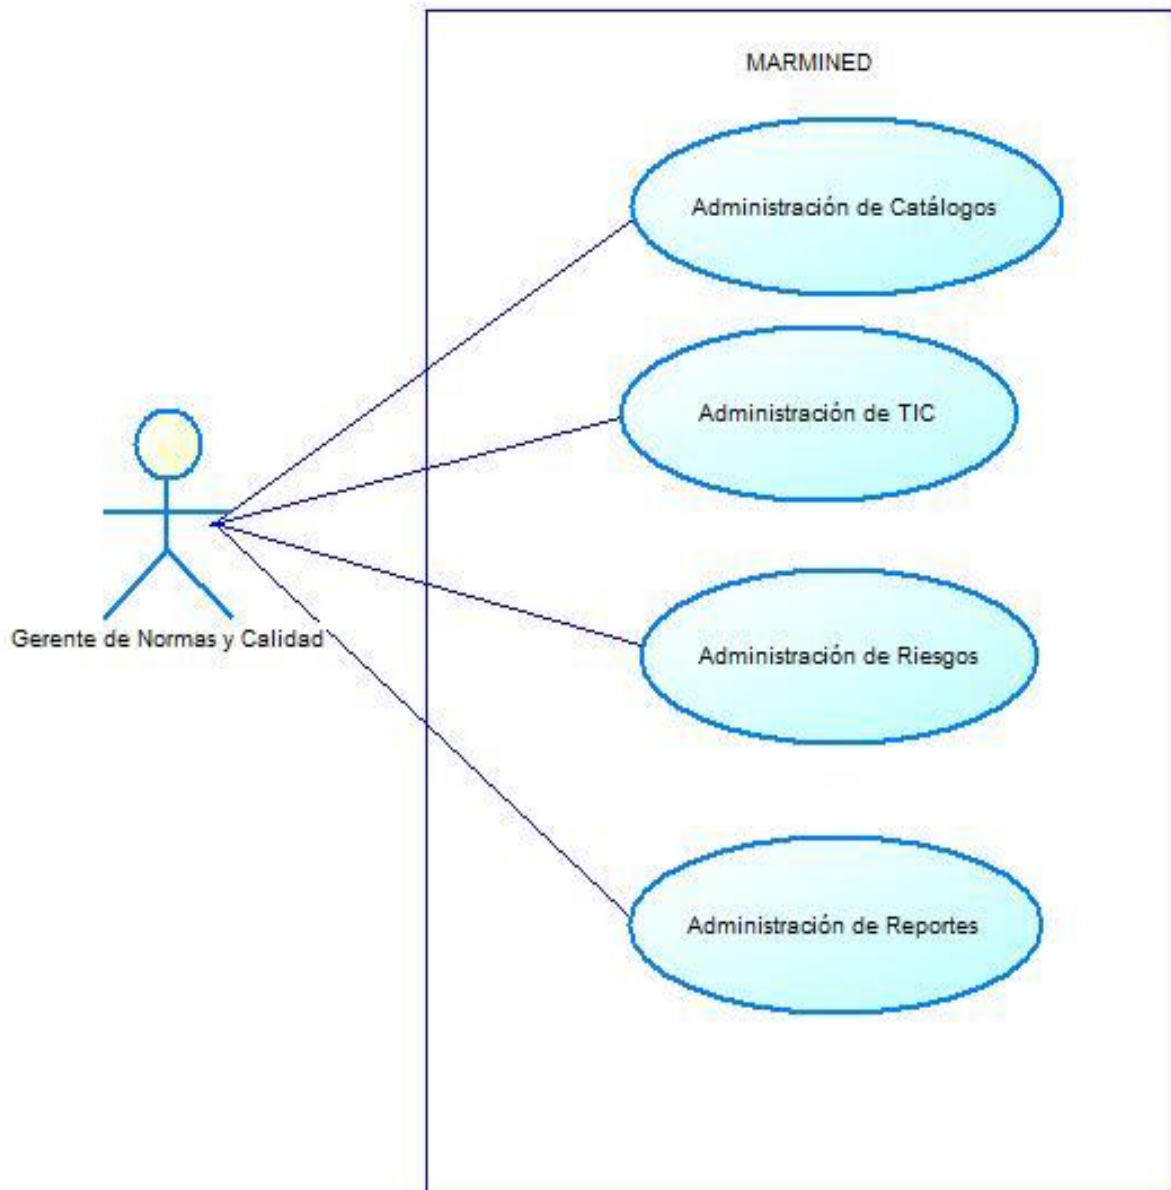 MARMINED
Administración de Catálogos
Administración de TIC
Gerente de Normas y Calidad
Administración de Riesgos
Administración de Reportes